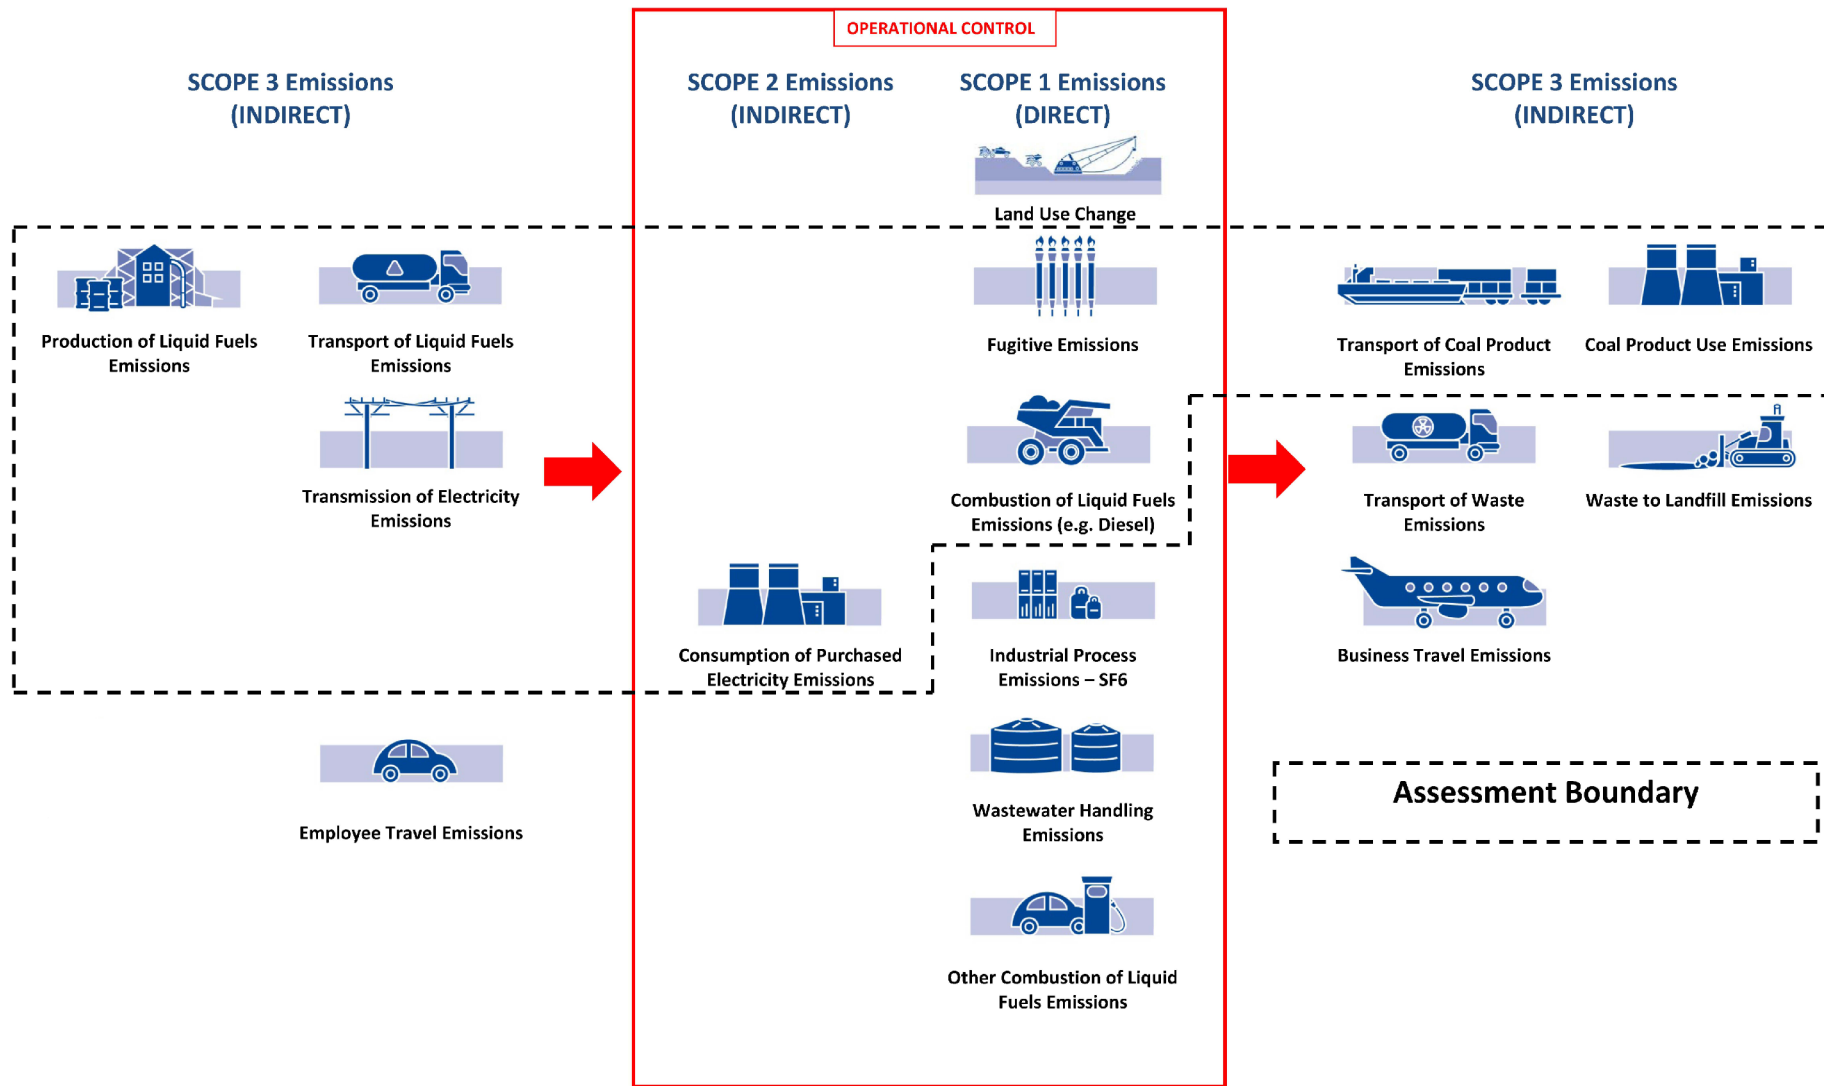 OPERATIONAL CONTROL
SCOPE 3 Emissions
(INDIRECT)
SCOPE 2 Emissions
(INDIRECT)
SCOPE 1 Emissions
(DIRECT)
SCOPE 3 Emissions
(INDIRECT)
Land Use Change
Production of Liquid Fuels
Emissions
Transport of Liquid Fuels
Emissions
Fugitive Emissions
Transport of Coal Product
Emissions
Coal Product Use Emissions
Transmission of Electricity
Emissions
Combustion of Liquid Fuels
Emissions (e.g. Diesel)
Transport of Waste
Emissions
Waste to Landfill Emissions
Consumption of Purchased
Electricity Emissions
Industrial Process
Emissions – SF6
Business Travel Emissions
Employee Travel Emissions
Wastewater Handling
Emissions
Assessment Boundary
Other Combustion of Liquid
Fuels Emissions